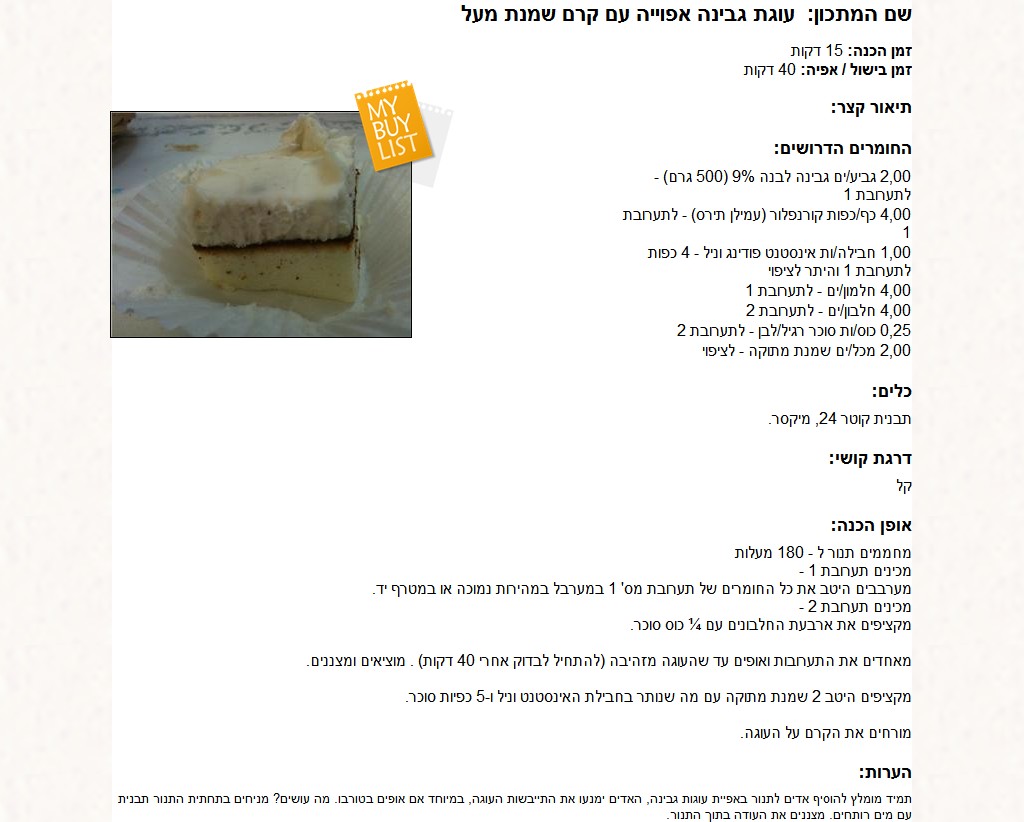 שם המתכון: עוגת גבינה אפוייה עם קרם שמנת מעל
זמן הכנה: 15 דקות
זמן בישול / אפיה: 40 דקות
תיאור קצר:
MY
BUY
LIST
החומרים הדרושים:
2,00 גביע/ים גבינה לבנה 9% (500 גרם) -
לתערובת 1
4,00 כף/כפות קורנפלור (עמילן תירס) - לתערובת
1
1,00 חבילה/ות אינסטנט פודינג וניל - 4 כפות
לתערובת 1 והיתר לציפוי
4,00 חלמון/ים - לתערובת 1
4,00 חלבון/ים - לתערובת 2
0,25 כוס/ות סוכר רגיל/לבן - לתערובת 2
2,00 מכל/ים שמנת מתוקה - לציפוי
כלים:
תבנית קוטר 24, מיקסר.
דרגת קושי:
קל
אופן הכנה:
מחממים תנור ל - 180 מעלות
מכינים תערובת 1 -
מערבבים היטב את כל החומרים של תערובת מס' 1 במערבל במהירות נמוכה או במטרף יד.
מכינים תערובת 2 -
מקציפים את ארבעת החלבונים עם ¼ כוס סוכר.
מאחדים את התערובות ואופים עד שהעוגה מזהיבה (להתחיל לבדוק אחרי 40 דקות) . מוציאים ומצננים.
מקציפים היטב 2 שמנת מתוקה עם מה שנותר בחבילת האינסטנט וניל ו-5 כפיות סוכר.
מורחים את הקרם על העוגה.
הערות:
תמיד מומלץ להוסיף אדים לתנור באפיית עוגות גבינה, האדים ימנעו את התייבשות העוגה, במיוחד אם אופים בטורבו. מה עושים? מניחים בתחתית התנור תבנית
עם מים רותחים. מצננים את העודה בתוך התנור.